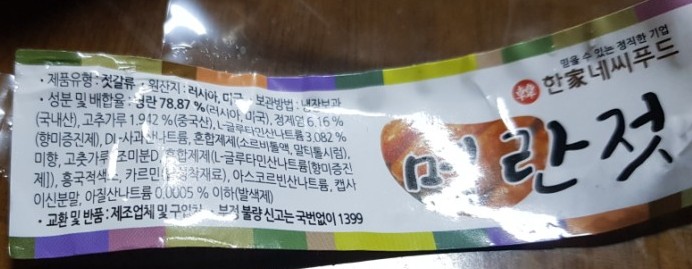 · 제품유형 : 젓갈류 · 원산지 : 러시아, 미국 · 보관방법 : 냉장보관
· 성분 및 배합율 : 명란 78.87 % (러시아, 미국), 정제염 6.16 %
(국내산), 고추가루 1.942 % (중국산), L-글루타민산나트륨 3.082 %
(향미증진제), DL-사과산나트륨, 혼합제제(소르비톨액, 말티톨시럽),
미향, 고춧가루 조미분, 혼합제제(L-글루타민산나트륨[향미증진
제]), 홍국적색소, 카르민(착색료), 아스코르빈산나트륨, 캡사
이신분말, 아질산나트륨 0.0005 % 이하(발색제)
· 교환 및 반품 : 제조업체 및 구입처 · 부정 불량 신고는 국번없이 1399
믿을 수 있는 정직한 기업
한家네씨푸드
명란젓